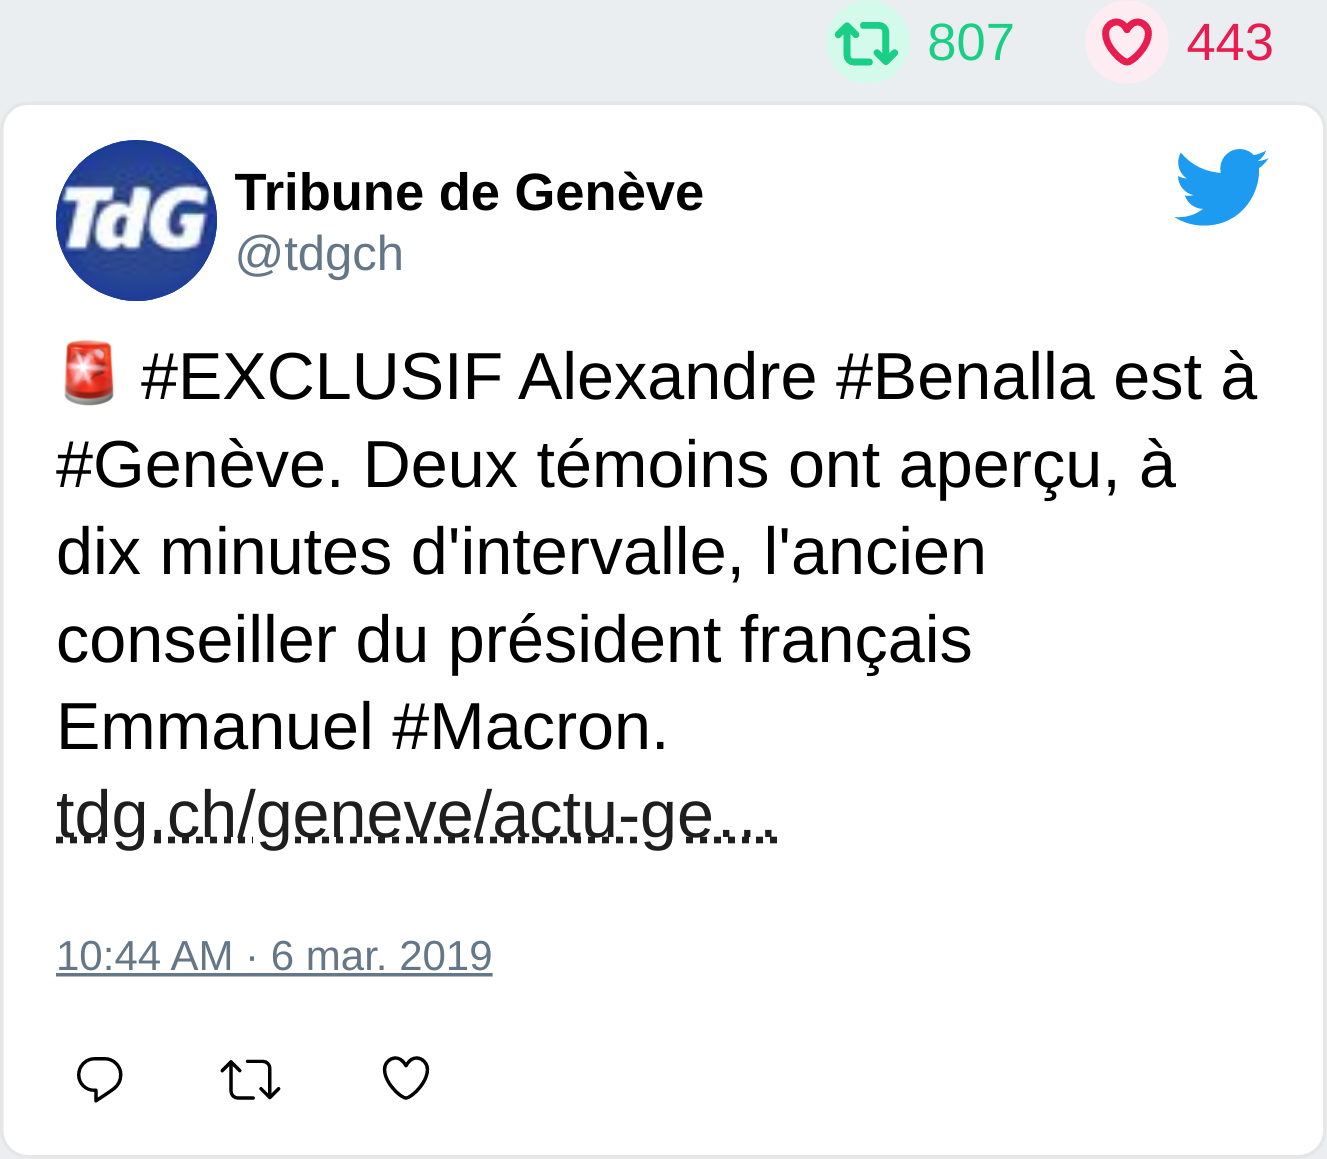 807 443
TdG
Tribune de Genève
@tdgch
🚨 #EXCLUSIF Alexandre #Benalla est à
#Genève. Deux témoins ont aperçu, à
dix minutes d'intervalle, l'ancien
conseiller du président français
Emmanuel #Macron.
tdg.ch/geneve/actu-ge…
10:44 AM · 6 mar. 2019